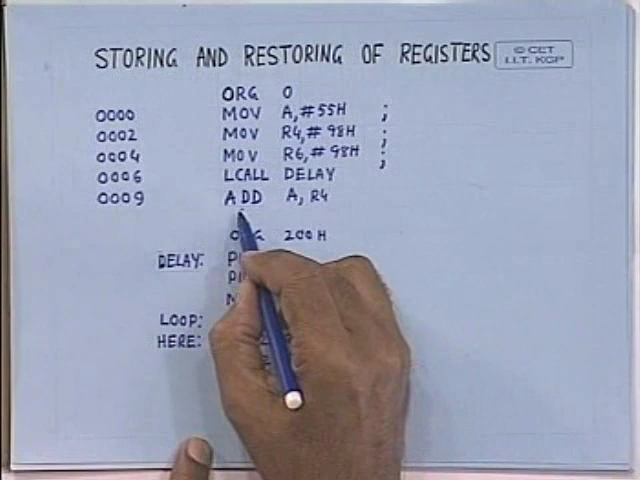 STORING AND RESTORING OF REGISTERS
© CET
I.I.T. KGP
ORG 0
0000 MOV A,#55H ;
0002 MOV R4,#98H ;
0004 MOV R6,#98H ;
0006 LCALL DELAY
0009 ADD A, R4
ORG 200H
DELAY:
LOOP:
HERE: